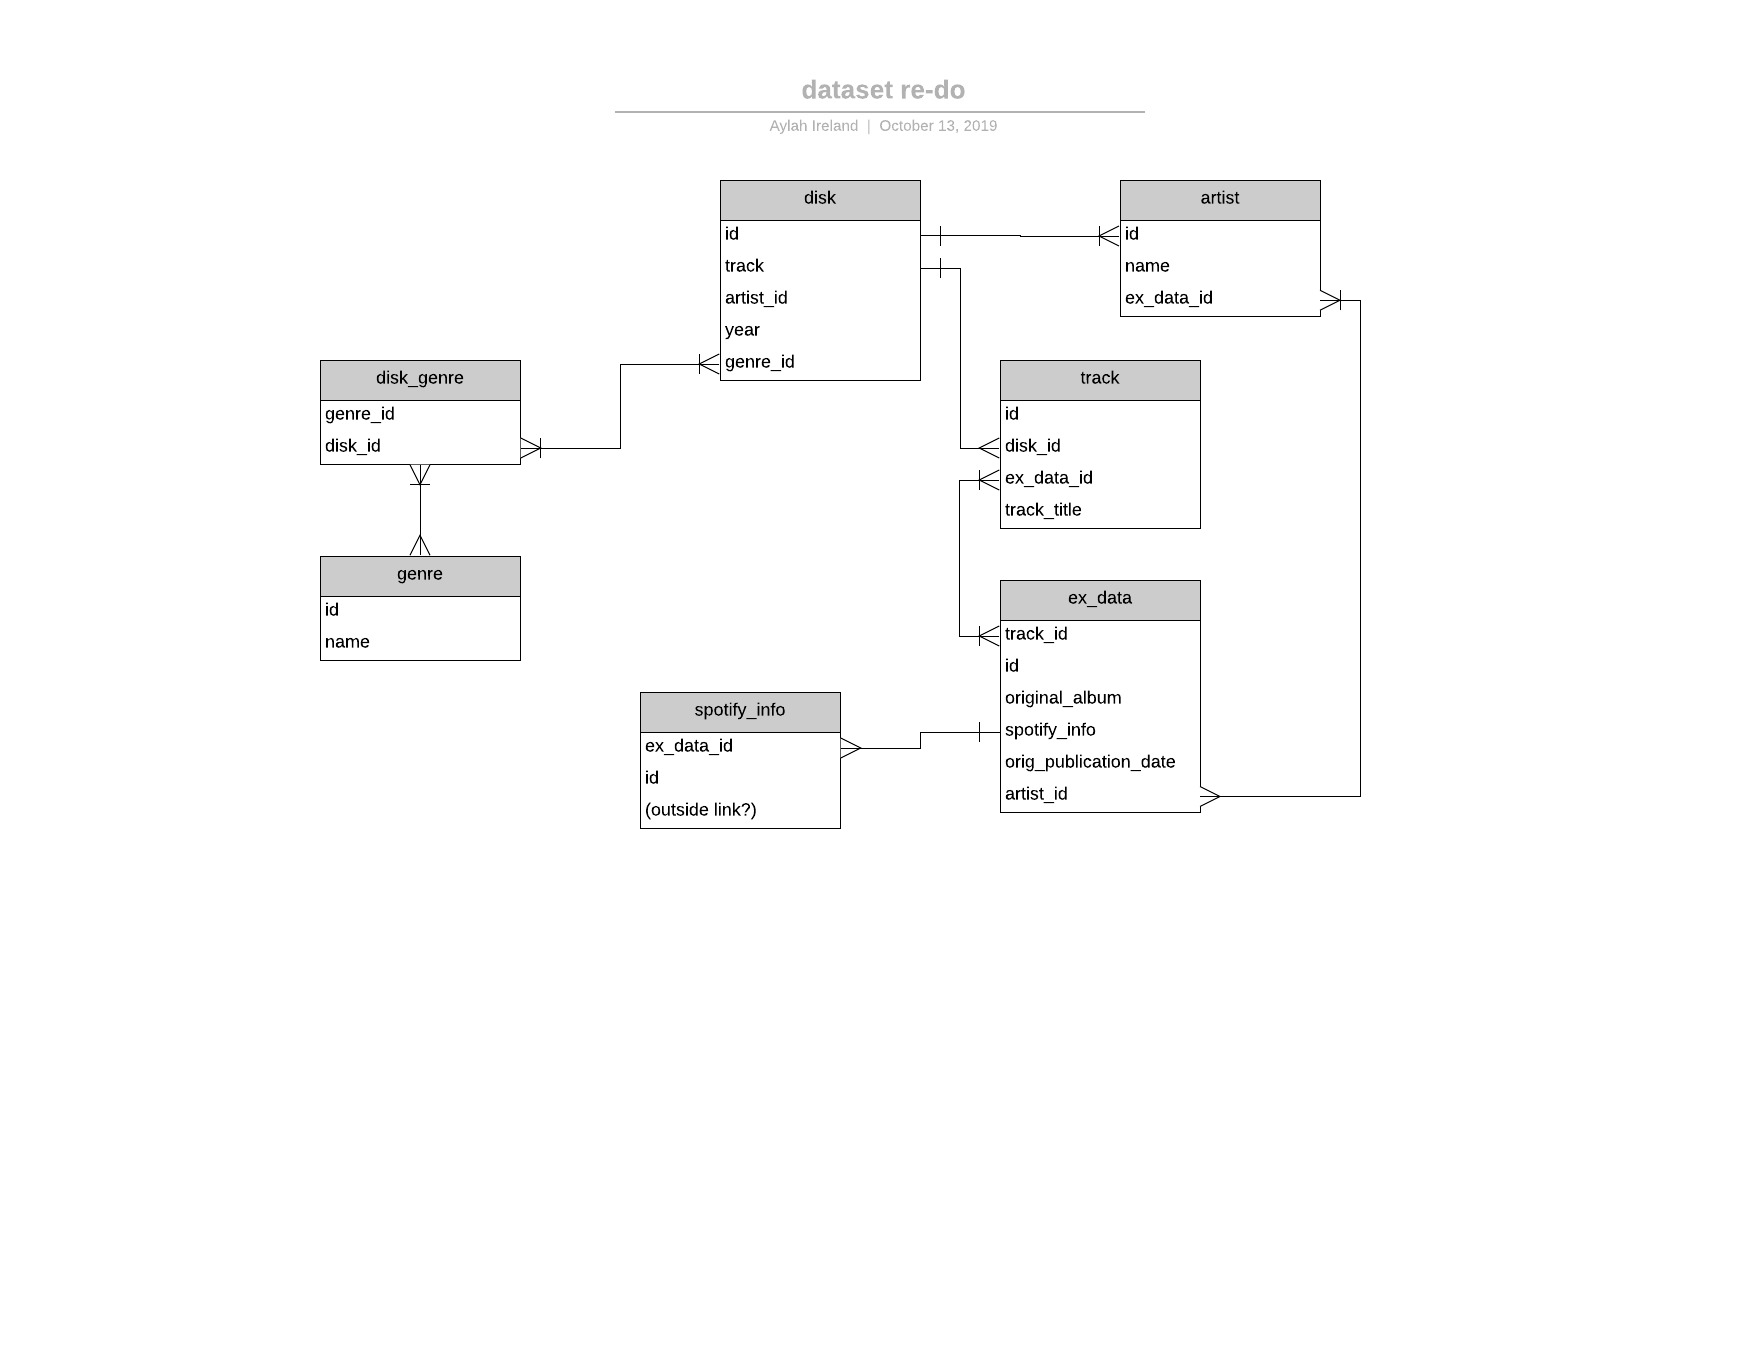 dataset re-do
Aylah Ireland | October 13, 2019
disk
id
track
artist_id
year
genre_id
artist
id
name
ex_data_id
disk_genre
genre_id
disk_id
track
id
disk_id
ex_data_id
track_title
genre
id
name
ex_data
track_id
id
original_album
spotify_info
orig_publication_date
artist_id
spotify_info
ex_data_id
id
(outside link?)